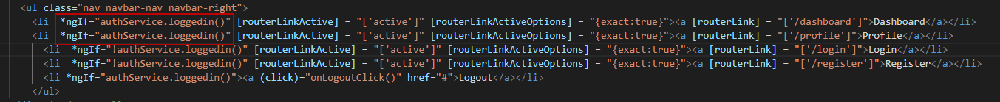 <ul class="nav navbar-nav navbar-right">
<li *ngIf="authService.loggedin()" [routerLinkActive] = "['active']" [routerLinkActiveOptions] = "{exact:true}"><a [routerLink] = "['/dashboard']">Dashboard</a></li>
<li *ngIf="authService.loggedin()" [routerLinkActive] = "['active']" [routerLinkActiveOptions] = "{exact:true}"><a [routerLink] = "['/profile']">Profile</a></li>
<li *ngIf="!authService.loggedin()" [routerLinkActive] = "['active']" [routerLinkActiveOptions] = "{exact:true}"><a [routerLink] = "['/login']">Login</a></li>
<li *ngIf="!authService.loggedin()" [routerLinkActive] = "['active']" [routerLinkActiveOptions] = "{exact:true}"><a [routerLink] = "['/register']">Register</a></li>
<li *ngIf="authService.loggedin()"><a (click)="onLogoutClick()" href="#">Logout</a></li>
</ul>